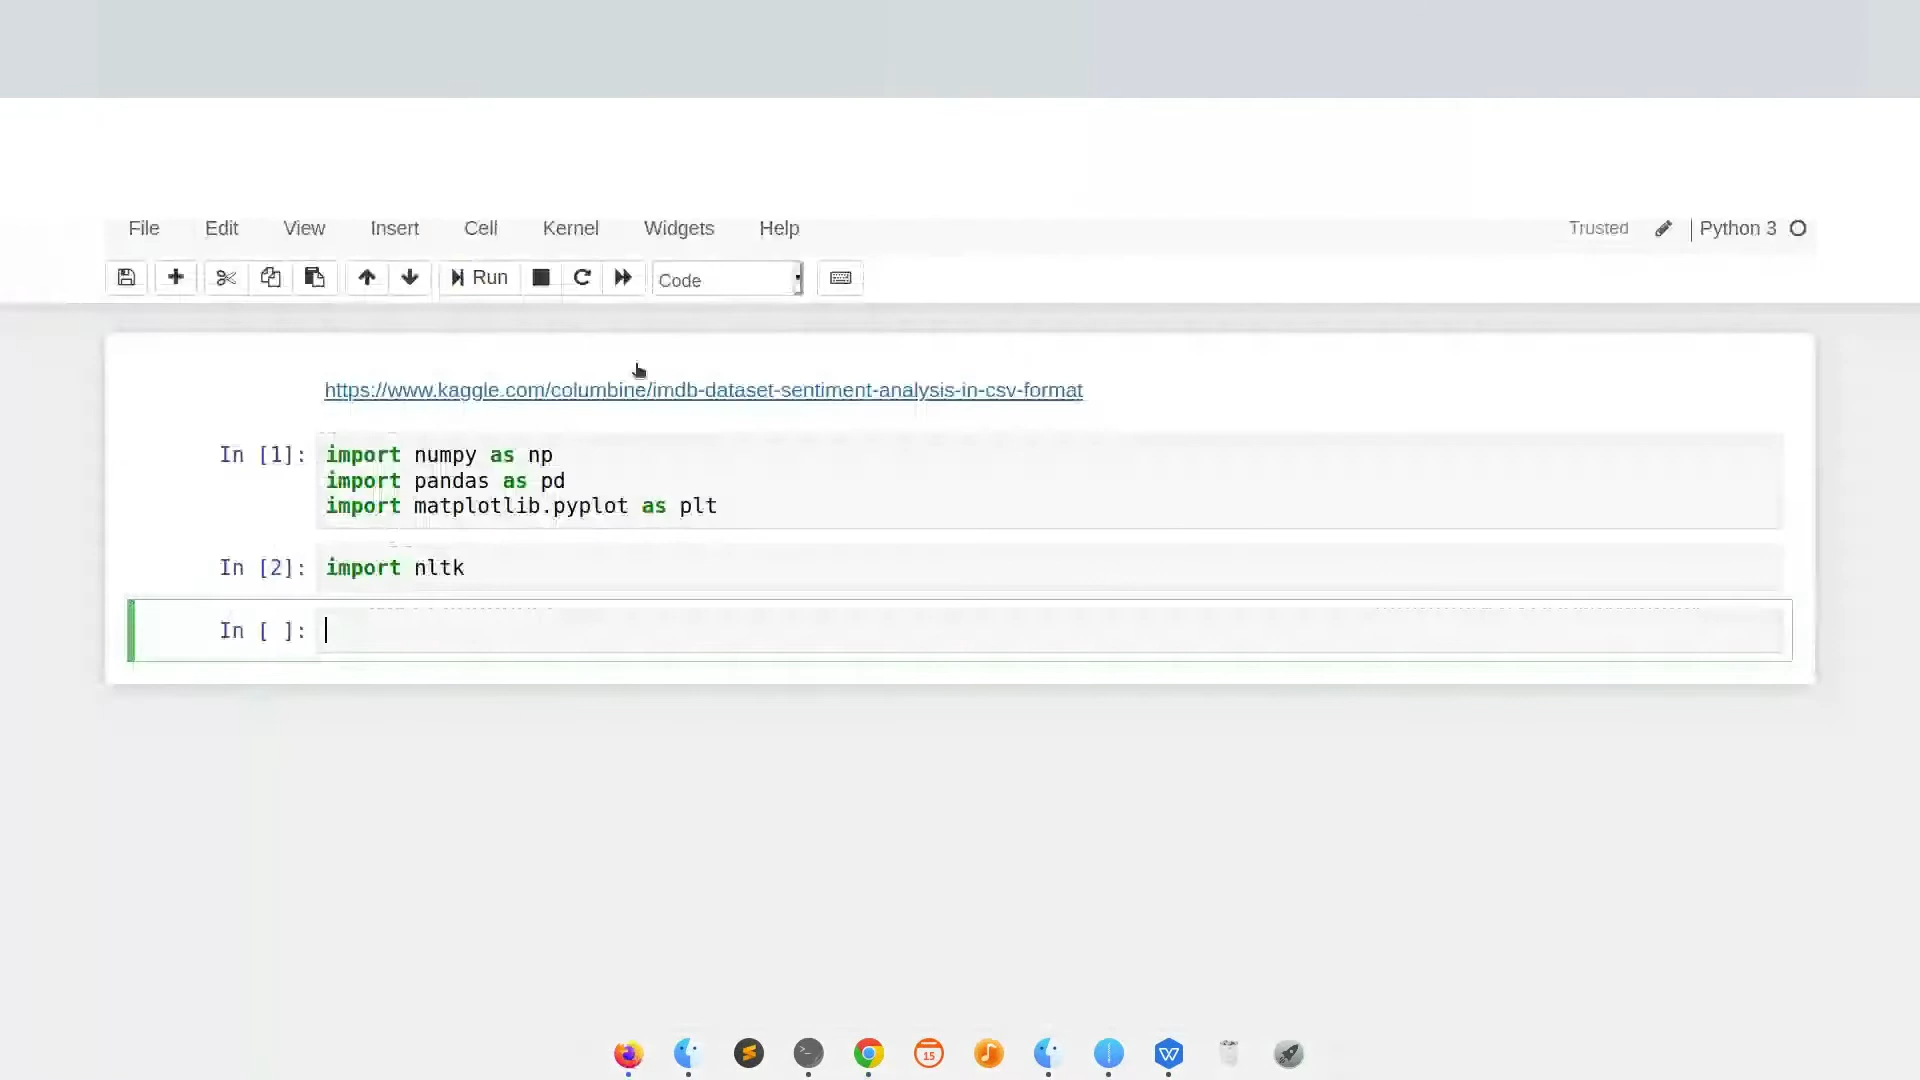 File Edit View Insert Cell Kernel Widgets Help Trusted Python 3
Run Code
https://www.kaggle.com/columbine/imdb-dataset-sentiment-analysis-in-csv-format
In [1]: import numpy as np
import pandas as pd
import matplotlib.pyplot as plt
In [2]: import nltk
In [ ]:
15